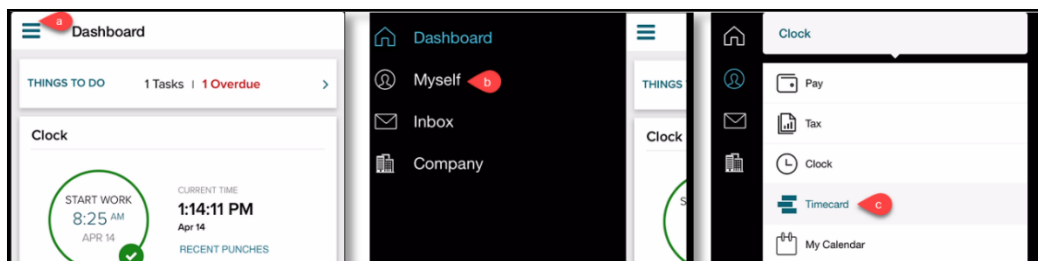 a
Dashboard
THINGS TO DO 1 Tasks | 1 Overdue
Clock
START WORK
8:25 AM
APR 14
CURRENT TIME
1:14:11 PM
Apr 14
RECENT PUNCHES
Dashboard
Myself b
Inbox
Company
THINGS
Clock
S
Clock
Pay
Tax
Clock
Timecard c
My Calendar